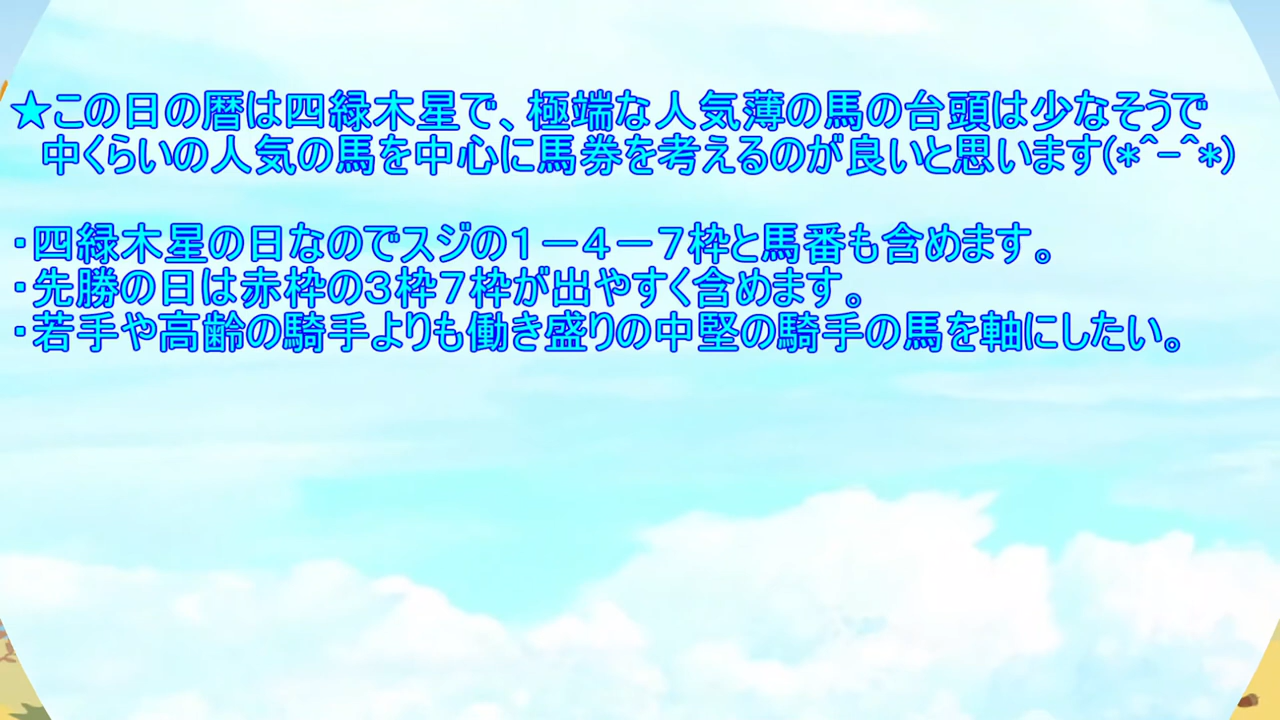 ★この日の暦は四緑木星で、極端な人気薄の馬の台頭は少なそうで
中くらいの人気の馬を中心に馬券を考えるのが良いと思います(*^-^*)
・四緑木星の日なのでスジの１－４－７枠と馬番も含めます。
・先勝の日は赤枠の３枠７枠が出やすく含めます。
・若手や高齢の騎手よりも働き盛りの中堅の騎手の馬を軸にしたい。